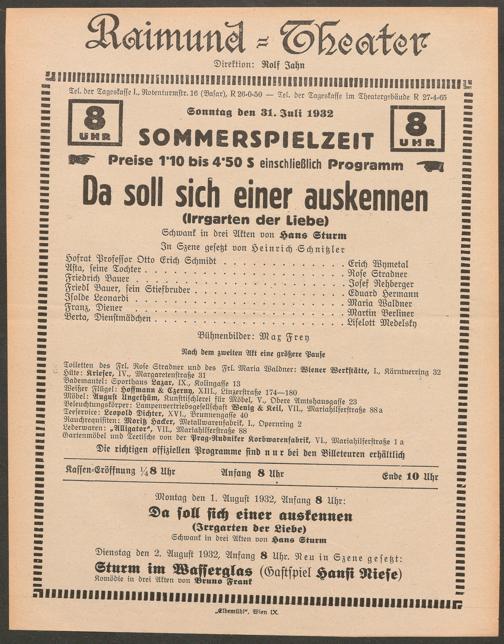 Raimund-Theater
Direktion: Rolf Jahn
Tel. der Tageskasse I., Rotenturmstr. 16 (Basar), R 26-0-50 — Tel. der Tageskasse im Theatergebäude R 27-4-65
8 UHR
Sonntag den 31. Juli 1932
8 UHR
SOMMERSPIELZEIT
Preise 1'10 bis 4'50 S einschließlich Programm
Da soll sich einer auskennen
(Irrgarten der Liebe)
Schwank in drei Akten von Hans Sturm
In Szene gesetzt von Heinrich Schnitzler
Hofrat Professor Otto Erich Schmidt . . . . . . . . . . Erich Wymetal
Asta, seine Tochter . . . . . . . . . . Rose Stradner
Friedrich Bauer . . . . . . . . . . Josef Rehberger
Friedl Bauer, sein Stiefbruder . . . . . . . . . . Eduard Hermann
Isolde Leonardi . . . . . . . . . . Maria Waldner
Franz, Diener . . . . . . . . . . Martin Berliner
Berta, Dienstmädchen . . . . . . . . . . Liselott Medelsky
Bühnenbilder: Max Frey
Nach dem zweiten Akt eine größere Pause
Toiletten des Frl. Rose Stradner und des Frl. Maria Waldner: Wiener Werkstätte, I., Kärntnerring 32
Hüte: Krieser, IV., Margaretenstraße 31
Bademantel: Sporthaus Lazar, IX., Kolingasse 13
Weißer Flügel: Hoffmann & Czerny, XIII., Linzerstraße 174—180
Möbel: August Ungethüm, Kunsttischlerei für Möbel, V., Obere Amtshausgasse 23
Beleuchtungskörper: Lampenvertriebsgesellschaft Wenig & Keil, VII., Mariahilferstraße 88 a
Teeservice: Leopold Dichter, XVI., Brunnengasse 40
Rauchrequisiten: Moritz Hacker, Metallwarenfabrik, I., Opernring 2
Lederwaren: „Alligator“, VII., Mariahilferstraße 88
Gartenmöbel und Teetische von der Prag-Rudniker Korbwarenfabrik, VI., Mariahilferstraße 1 a
Die richtigen offiziellen Programme sind nur bei den Billeteuren erhältlich
Kassen-Eröffnung ¼8 Uhr Anfang 8 Uhr Ende 10 Uhr
Montag den 1. August 1932, Anfang 8 Uhr:
Da soll sich einer auskennen
(Irrgarten der Liebe)
Schwank in drei Akten von Hans Sturm
Dienstag den 2. August 1932, Anfang 8 Uhr. Neu in Szene gesetzt:
Sturm im Wasserglas (Gastspiel Hansi Niese)
Komödie in drei Akten von Bruno Frank
„Elbemühl“, Wien IX.